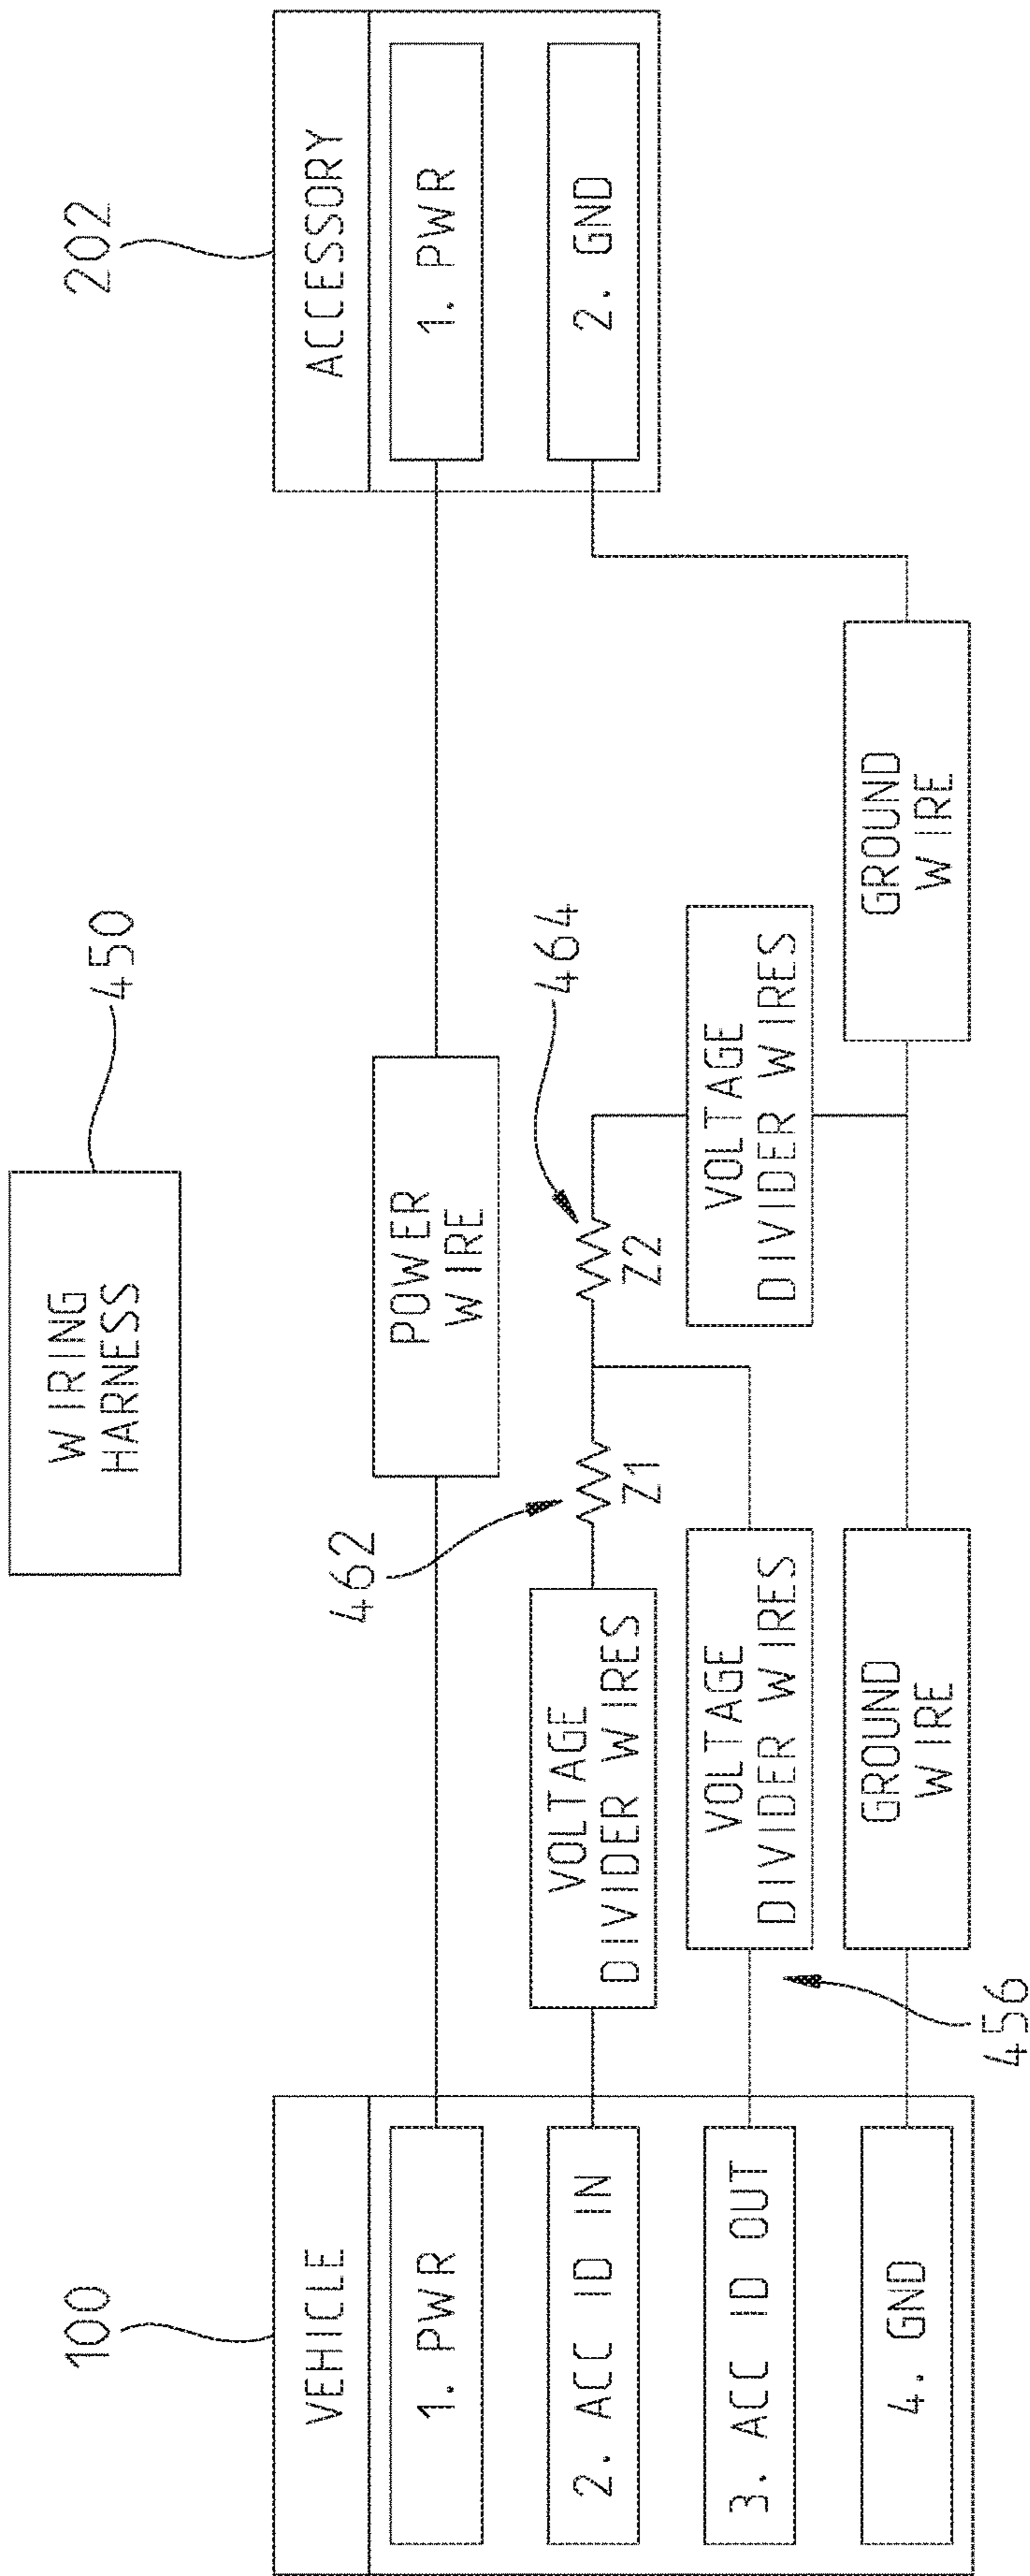 WIRING
HARNESS
450
100
VEHICLE
1. PWR
2. ACC ID IN
3. ACC ID OUT
4. GND
202
ACCESSORY
1. PWR
2. GND
POWER
WIRE
462
464
Z1
Z2
VOLTAGE
DIVIDER WIRES
VOLTAGE
DIVIDER WIRES
VOLTAGE
DIVIDER WIRES
456
GROUND
WIRE
GROUND
WIRE